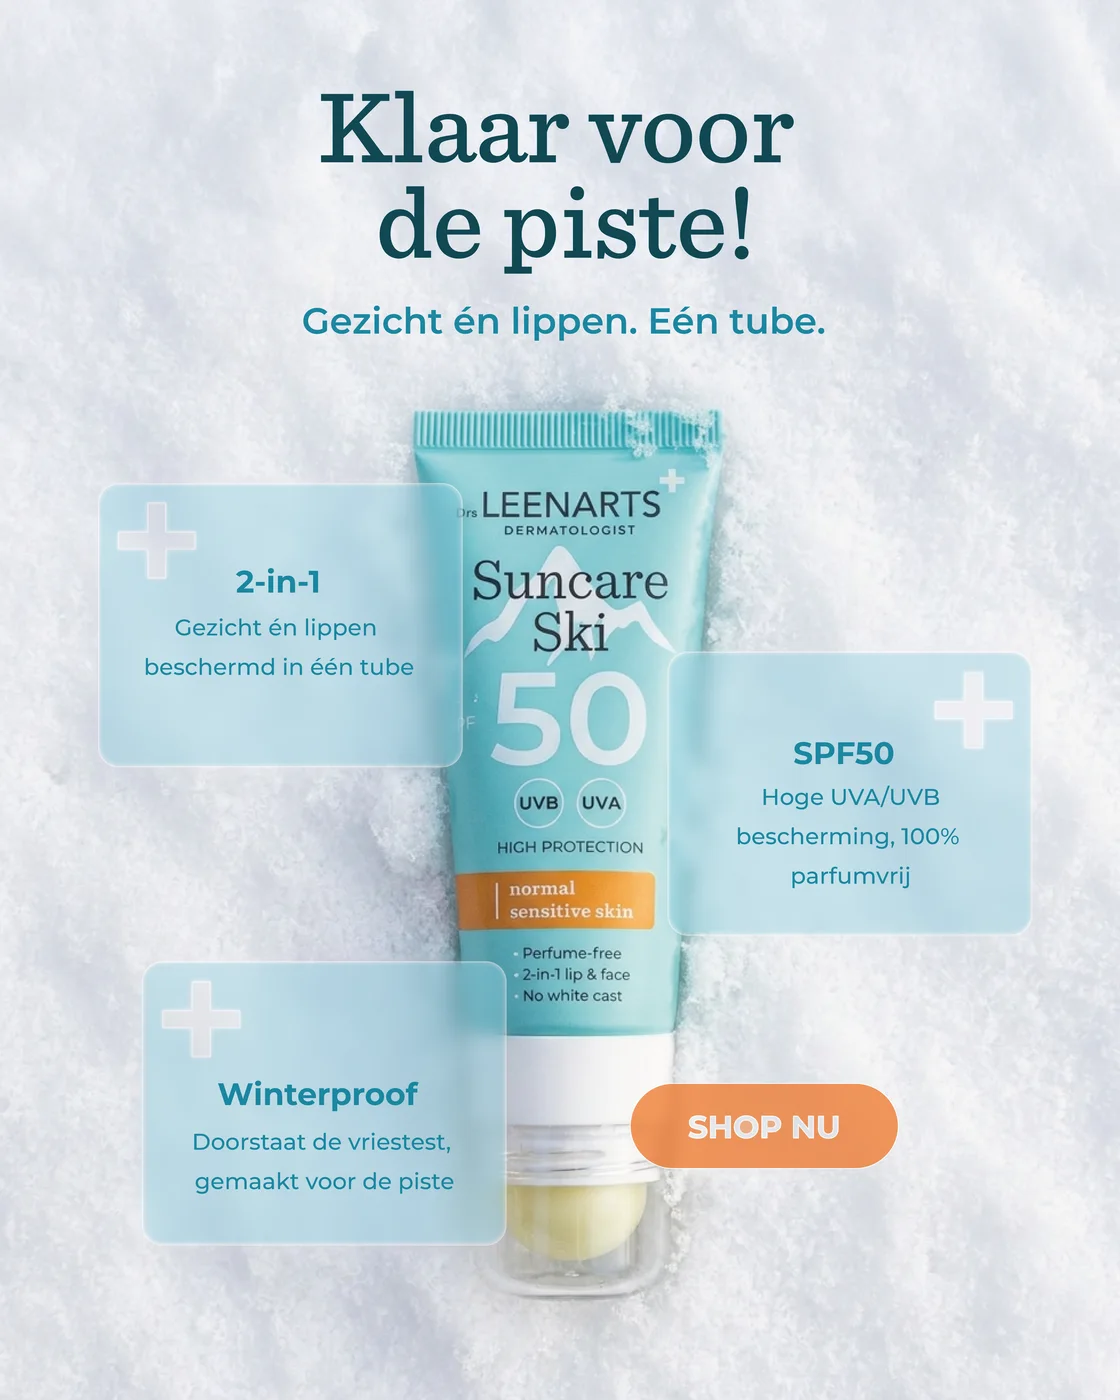 Klaar voor
de piste!
Gezicht én lippen. Eén tube.
Drs LEENARTS
DERMATOLOGIST
Suncare
Ski
50
UVB UVA
HIGH PROTECTION
normal
sensitive skin
• Perfume-free
• 2-in-1 lip & face
• No white cast
2-in-1
Gezicht én lippen
beschermd in één tube
SPF50
Hoge UVA/UVB
bescherming, 100%
parfumvrij
Winterproof
Doorstaat de vriestest,
gemaakt voor de piste
SHOP NU